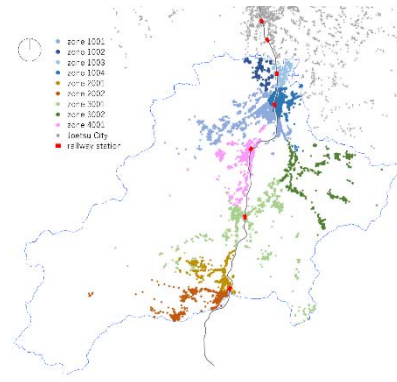 zone 1001
zone 1002
zone 1003
zone 1004
zone 2001
zone 2002
zone 3001
zone 3002
zone 4001
Joetsu City
railway station